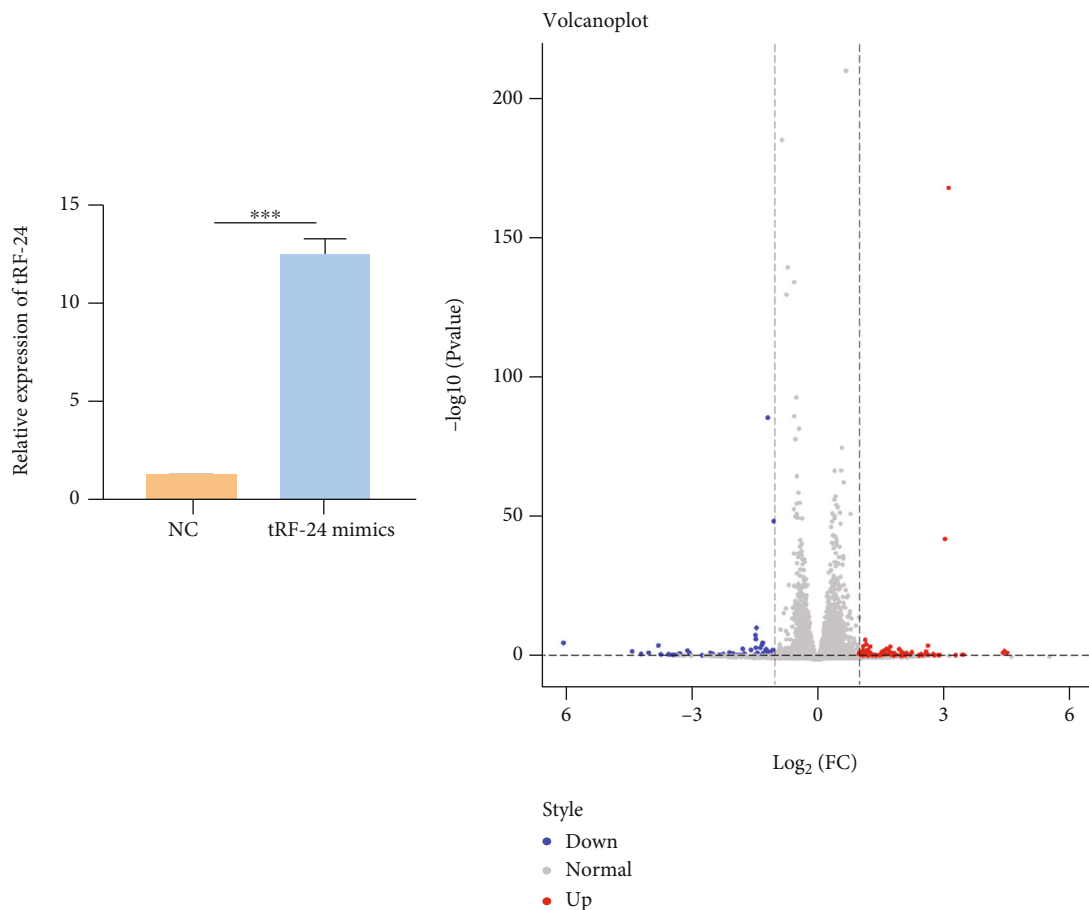 Relative expression of tRF-24
15
10
5
0
***
NC
tRF-24 mimics
Volcanoplot
−log10 (Pvalue)
200
150
100
50
0
6
−3
0
3
6
Log2 (FC)
Style
Down
Normal
Up